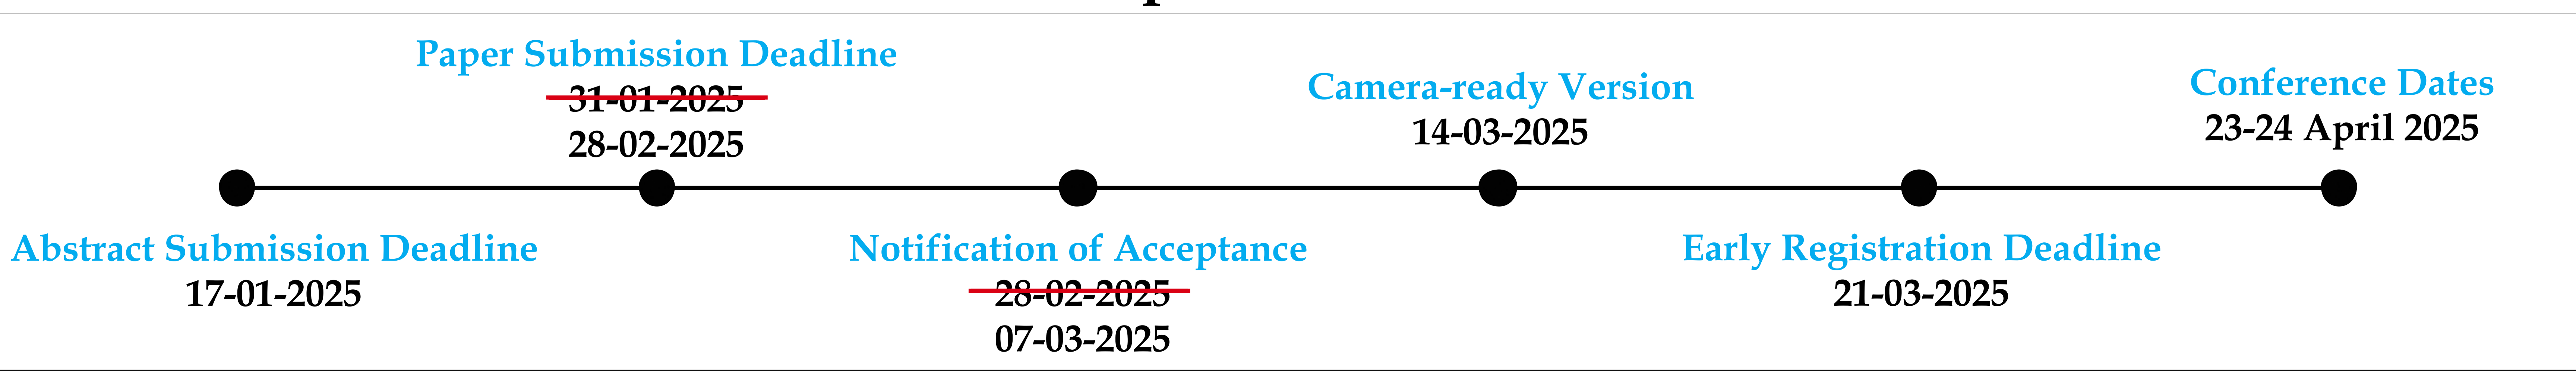 Paper Submission Deadline
31-01-2025
28-02-2025
Camera-ready Version
14-03-2025
Conference Dates
23-24 April 2025
Abstract Submission Deadline
17-01-2025
Notification of Acceptance
28-02-2025
07-03-2025
Early Registration Deadline
21-03-2025